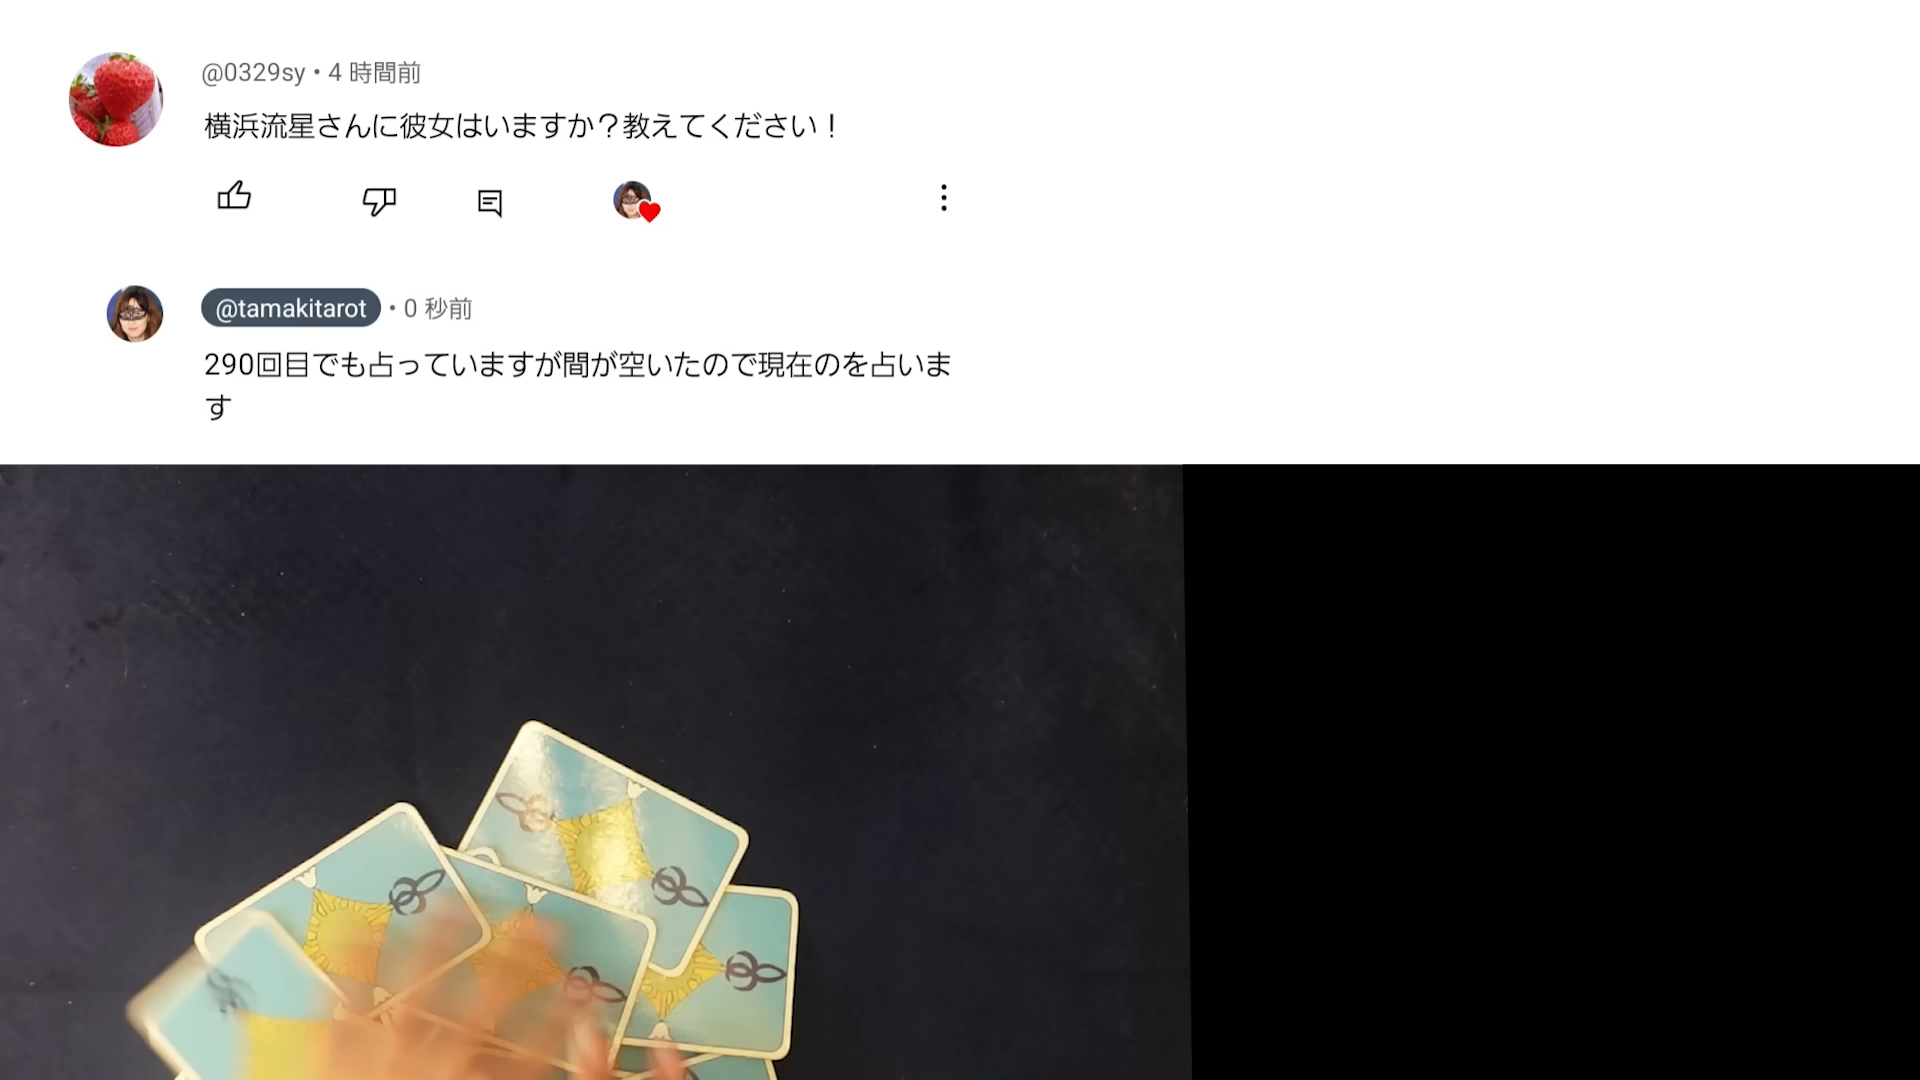 @0329sy • 4 時間前
横浜流星さんに彼女はいますか？教えてください！
@tamakitarot • 0 秒前
290回目でも占っていますが間が空いたので現在のを占いま
す